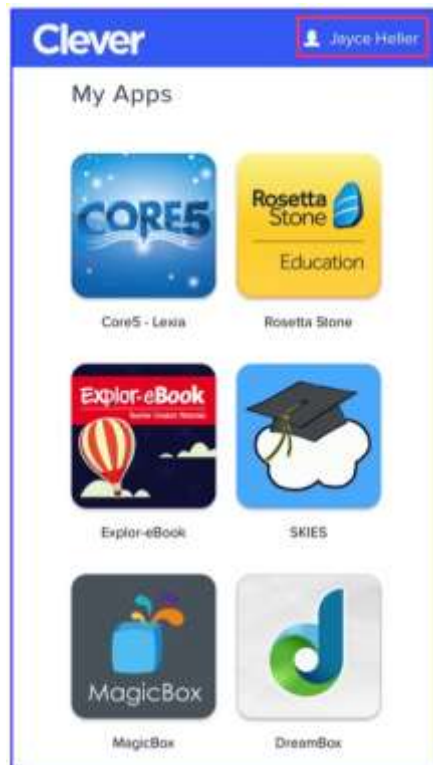 Clever
Jayce Heller
My Apps
CORE5
Rosetta
Stone
Education
Core5 - Lexia
Rosetta Stone
Explor-eBook
Explor-eBook
SKIES
MagicBox
MagicBox
DreamBox